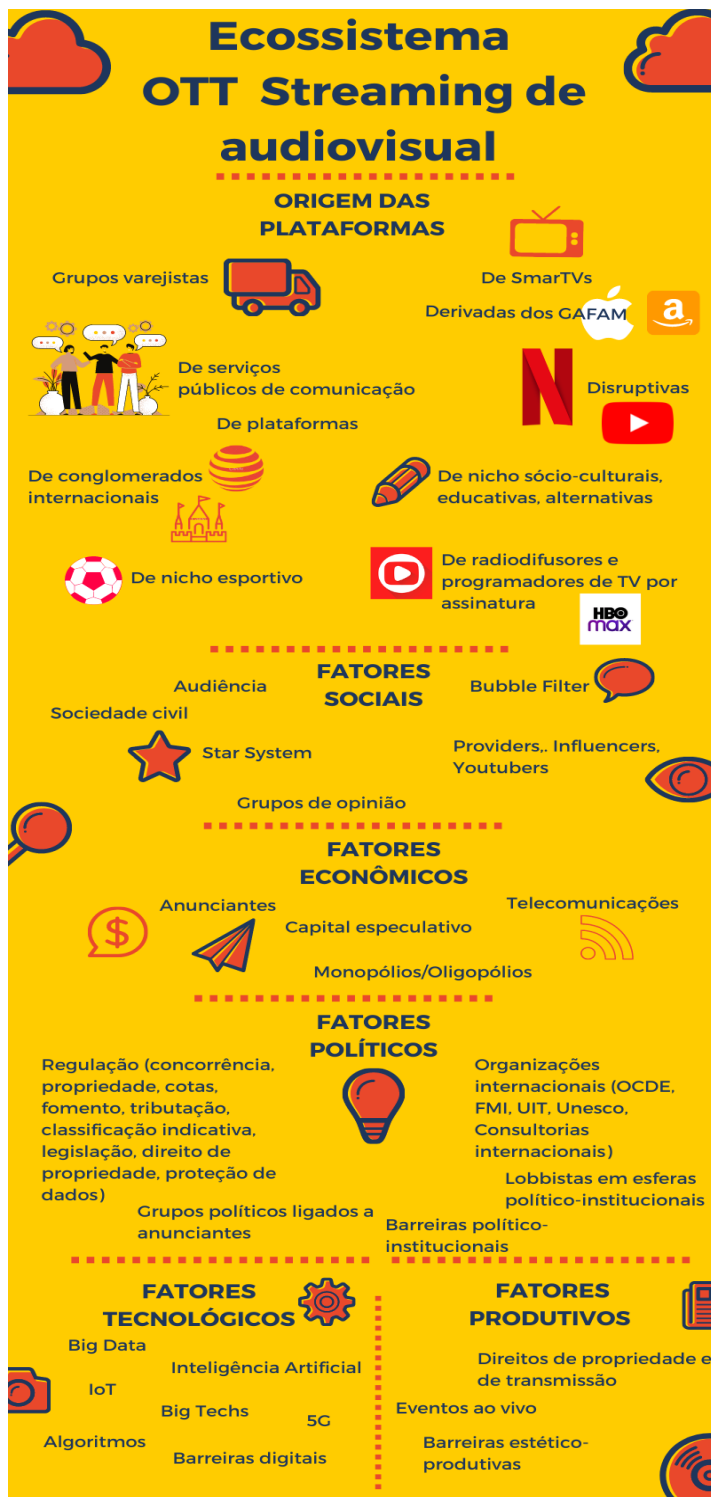 Ecossistema
OTT Streaming de
audiovisual
ORIGEM DAS
PLATAFORMAS
Grupos varejistas
De SmarTVs
Derivadas dos GAFAM
a
De serviços
públicos de comunicação
Disruptivas
De plataformas
De conglomerados
internacionais
De nicho sócio-culturais,
educativas, alternativas
De nicho esportivo
De radiodifusores e
programadores de TV por
assinatura
HBO
max
FATORES
SOCIAIS
Audiência
Bubble Filter
Sociedade civil
Star System
Providers,. Influencers,
Youtubers
Grupos de opinião
FATORES
ECONÔMICOS
Anunciantes
Telecomunicações
$
Capital especulativo
Monopólios/Oligopólios
FATORES
POLÍTICOS
Regulação (concorrência,
propriedade, cotas,
fomento, tributação,
classificação indicativa,
legislação, direito de
propriedade, proteção de
dados)
Organizações
internacionais (OCDE,
FMI, UIT, Unesco,
Consultorias
internacionais)
Lobbistas em esferas
político-institucionais
Grupos políticos ligados a
anunciantes
Barreiras político-
institucionais
FATORES
TECNOLÓGICOS
Big Data
Inteligência Artificial
IoT
Big Techs
5G
Algoritmos
Barreiras digitais
FATORES
PRODUTIVOS
Direitos de propriedade e
de transmissão
Eventos ao vivo
Barreiras estético-
produtivas